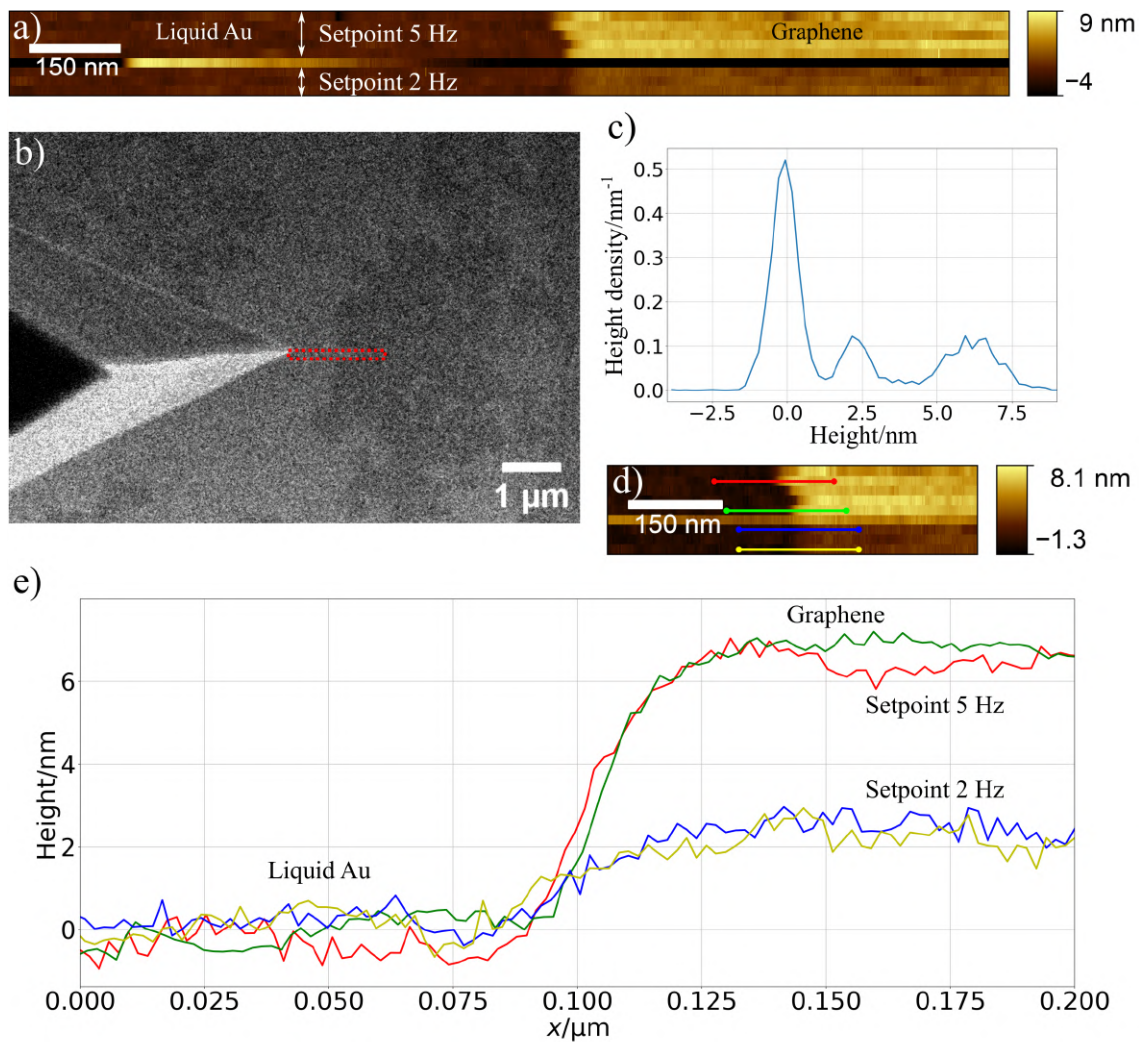 a)
Liquid Au
Setpoint 5 Hz
Graphene
150 nm
Setpoint 2 Hz
9 nm
−4
b)
1 µm
c)
Height density/nm⁻¹
0.5
0.4
0.3
0.2
0.1
0.0
−2.5 0.0 2.5 5.0 7.5
Height/nm
d)
150 nm
8.1 nm
−1.3
e)
Height/nm
6
4
2
0
Graphene
Setpoint 5 Hz
Setpoint 2 Hz
Liquid Au
0.000 0.025 0.050 0.075 0.100 0.125 0.150 0.175 0.200
x/µm